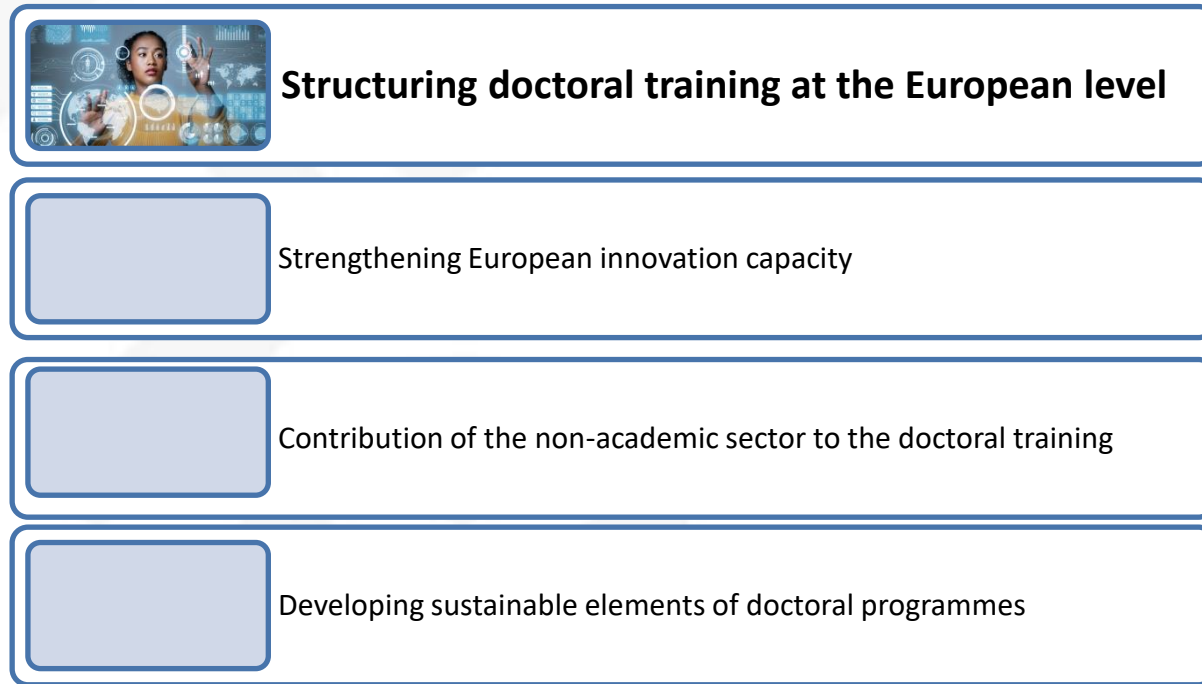 Structuring doctoral training at the European level
Strengthening European innovation capacity
Contribution of the non-academic sector to the doctoral training
Developing sustainable elements of doctoral programmes